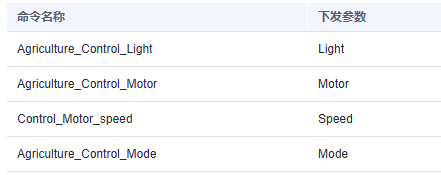 命令名称 下发参数
Agriculture_Control_Light Light
Agriculture_Control_Motor Motor
Control_Motor_speed Speed
Agriculture_Control_Mode Mode